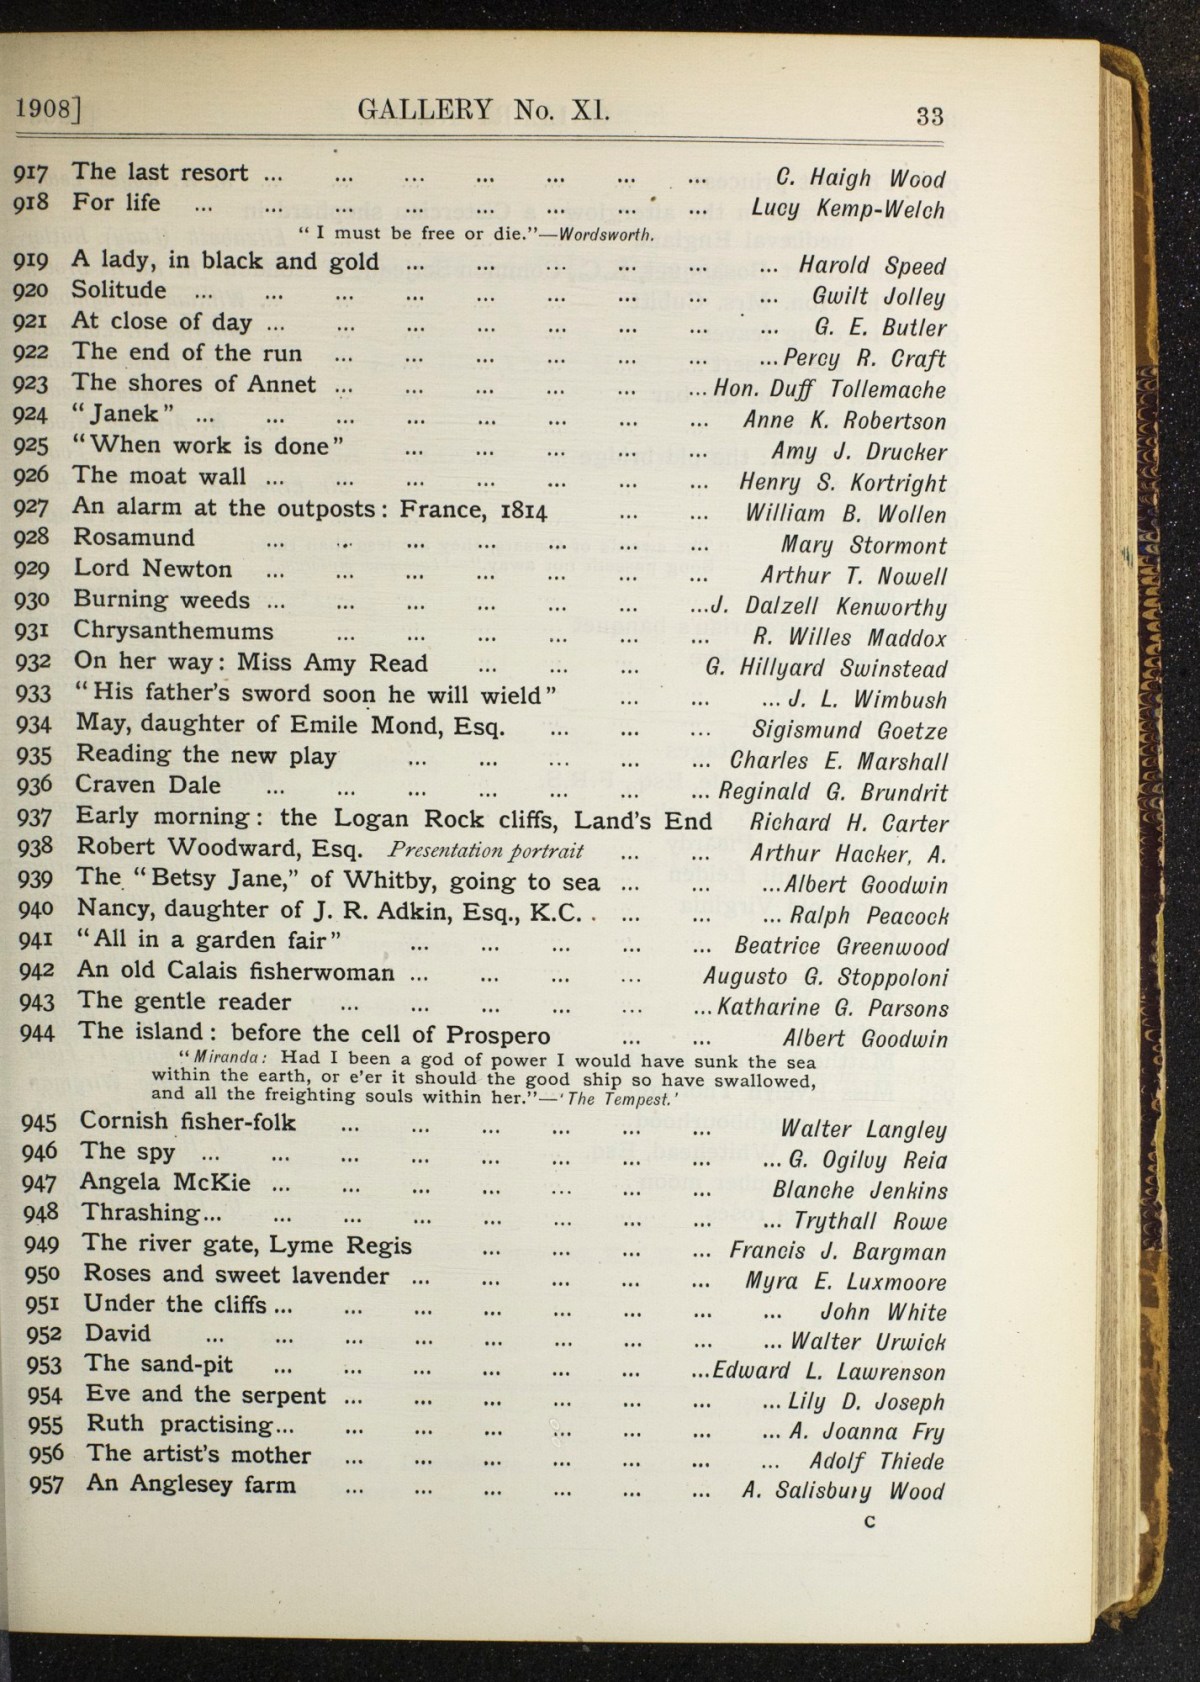 1908] GALLERY No. XI. 33
917 The last resort ... ... ... ... ... ... ... C. Haigh Wood
918 For life ... ... ... ... ... ... ... ... Lucy Kemp-Welch
“ I must be free or die.”—Wordsworth.
919 A lady, in black and gold ... ... ... ... ... ... Harold Speed
920 Solitude ... ... ... ... ... ... ... ... ... Gwilt Jolley
921 At close of day ... ... ... ... ... ... ... ... G. E. Butler
922 The end of the run ... ... ... ... ... ... ...Percy R. Craft
923 The shores of Annet ... ... ... ... ... ...Hon. Duff Tollemache
924 “Janek” ... ... ... ... ... ... ... ... Anne K. Robertson
925 “When work is done” ... ... ... ... ... Amy J. Drucker
926 The moat wall ... ... ... ... ... ... ... Henry S. Kortright
927 An alarm at the outposts: France, 1814 ... ... William B. Wollen
928 Rosamund ... ... ... ... ... ... ... Mary Stormont
929 Lord Newton ... ... ... ... ... ... ... Arthur T. Nowell
930 Burning weeds ... ... ... ... ... ... ...J. Dalzell Kenworthy
931 Chrysanthemums ... ... ... ... ... ... R. Willes Maddox
932 On her way: Miss Amy Read ... ... ... G. Hillyard Swinstead
933 “His father’s sword soon he will wield” ... ... ... J. L. Wimbush
934 May, daughter of Emile Mond, Esq. ... ... ... Sigismund Goetze
935 Reading the new play ... ... ... ... ... Charles E. Marshall
936 Craven Dale ... ... ... ... ... ... ... Reginald G. Brundrit
937 Early morning: the Logan Rock cliffs, Land’s End Richard H. Carter
938 Robert Woodward, Esq. Presentation portrait ... ... Arthur Hacker, A.
939 The “Betsy Jane,” of Whitby, going to sea ... ... ...Albert Goodwin
940 Nancy, daughter of J. R. Adkin, Esq., K.C. . ... ... ... Ralph Peacock
941 “All in a garden fair” ... ... ... ... ... Beatrice Greenwood
942 An old Calais fisherwoman ... ... ... ... Augusto G. Stoppoloni
943 The gentle reader ... ... ... ... ... ...Katharine G. Parsons
944 The island: before the cell of Prospero ... ... Albert Goodwin
“Miranda: Had I been a god of power I would have sunk the sea
within the earth, or e’er it should the good ship so have swallowed,
and all the freighting souls within her.”—‘The Tempest.’
945 Cornish fisher-folk ... ... ... ... ... ... Walter Langley
946 The spy ... ... ... ... ... ... ... ... ... G. Ogilvy Reia
947 Angela McKie ... ... ... ... ... ... ... Blanche Jenkins
948 Thrashing... ... ... ... ... ... ... ... ... Trythall Rowe
949 The river gate, Lyme Regis ... ... ... ... Francis J. Bargman
950 Roses and sweet lavender ... ... ... ... ... Myra E. Luxmoore
951 Under the cliffs ... ... ... ... ... ... ... ... John White
952 David ... ... ... ... ... ... ... ... ... Walter Urwick
953 The sand-pit ... ... ... ... ... ... ...Edward L. Lawrenson
954 Eve and the serpent ... ... ... ... ... ... ... Lily D. Joseph
955 Ruth practising... ... ... ... ... ... ... ... A. Joanna Fry
956 The artist’s mother ... ... ... ... ... ... ... Adolf Thiede
957 An Anglesey farm ... ... ... ... ... ... A. Salisbury Wood
C